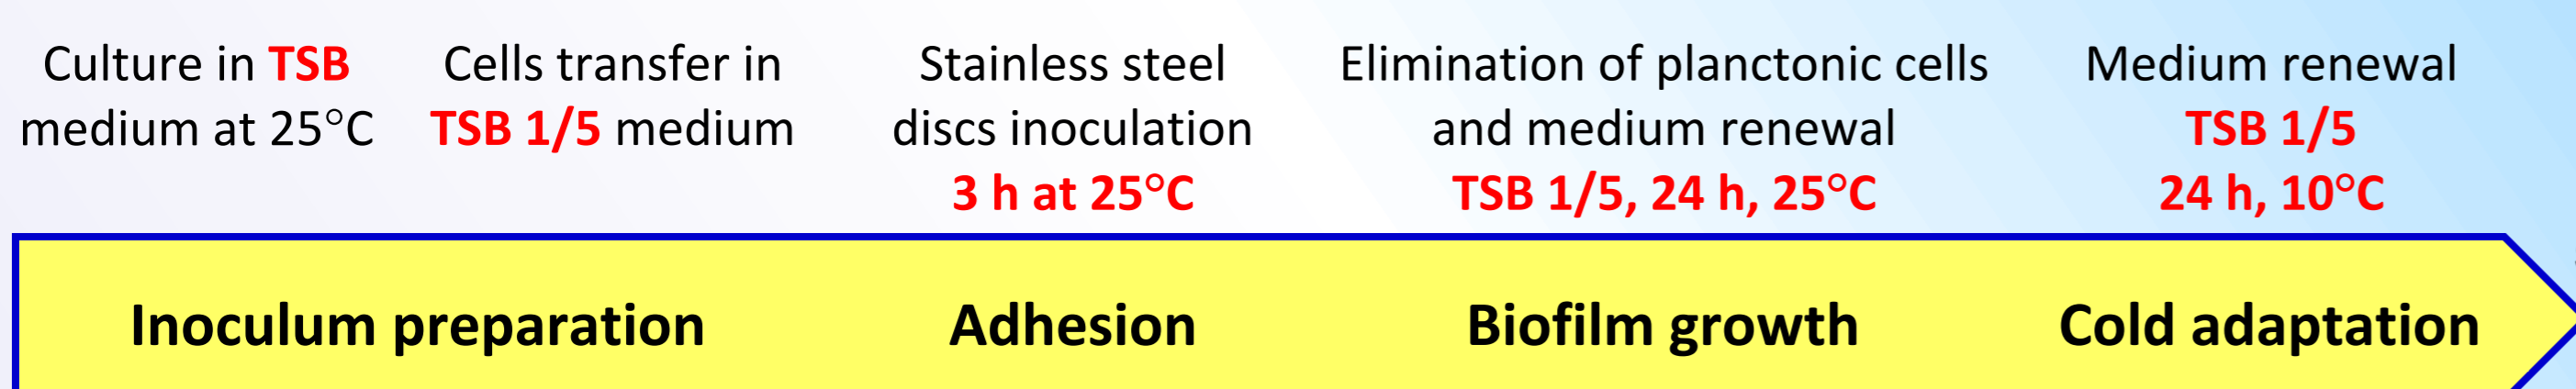 Culture in TSB
medium at 25°C
Cells transfer in
TSB 1/5 medium
Stainless steel
discs inoculation
3 h at 25°C
Elimination of planctonic cells
and medium renewal
TSB 1/5, 24 h, 25°C
Medium renewal
TSB 1/5
24 h, 10°C
Inoculum preparation
Adhesion
Biofilm growth
Cold adaptation